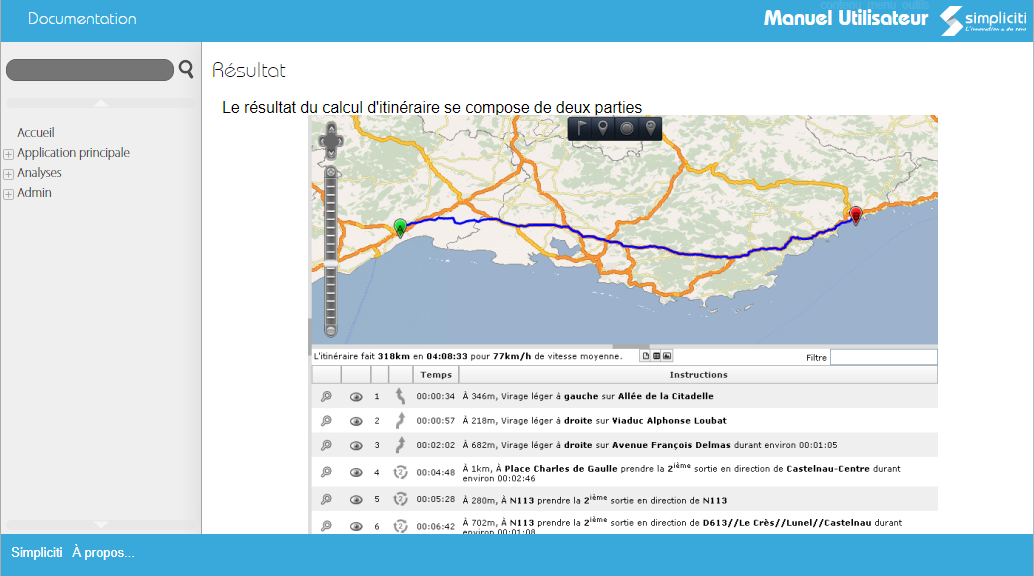 Documentation
contenu menu outils
Manuel Utilisateur
simpliciti
L'innovation a du sens
Résultat
Le résultat du calcul d'itinéraire se compose de deux parties
Accueil
Application principale
Analyses
Admin
A
B
L'itinéraire fait 318km en 04:08:33 pour 77km/h de vitesse moyenne.
Filtre
Temps Instructions
1 00:00:34 À 346m, Virage léger à gauche sur Allée de la Citadelle
2 00:00:57 À 218m, Virage léger à droite sur Viaduc Alphonse Loubat
3 00:02:02 À 682m, Virage léger à droite sur Avenue François Delmas durant environ 00:01:05
4 2 00:04:48 À 1km, À Place Charles de Gaulle prendre la 2ième sortie en direction de Castelnau-Centre durant
environ 00:02:46
5 2 00:05:28 À 280m, À N113 prendre la 2ième sortie en direction de N113
6 2 00:06:42 À 702m, À N113 prendre la 2ième sortie en direction de D613//Le Crès//Lunel//Castelnau durant
environ 00:01:08
Simpliciti À propos...